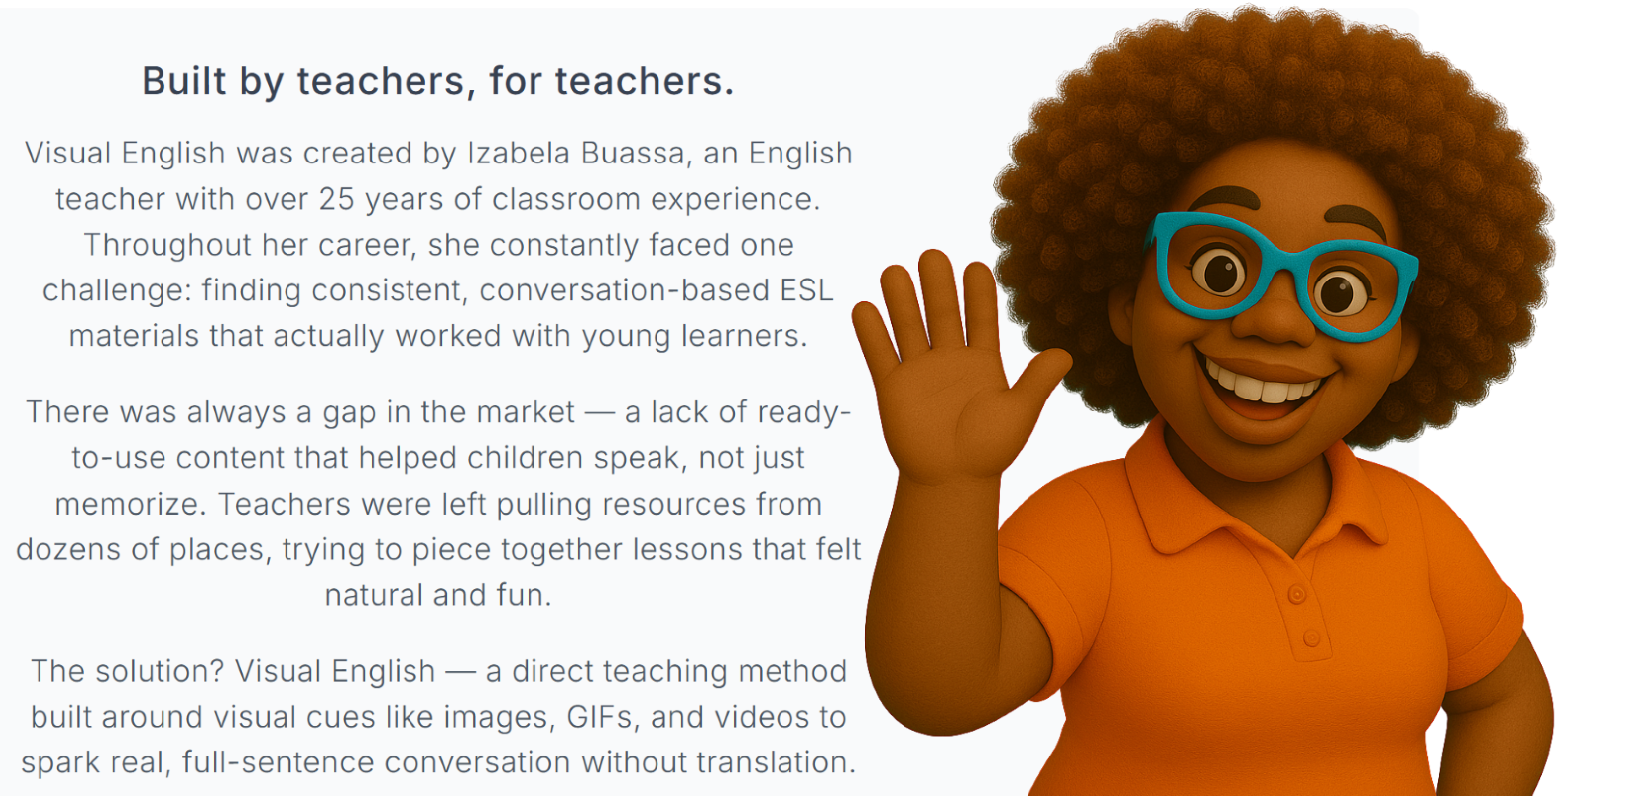 Built by teachers, for teachers.
Visual English was created by Izabela Buassa, an English
teacher with over 25 years of classroom experience.
Throughout her career, she constantly faced one
challenge: finding consistent, conversation-based ESL
materials that actually worked with young learners.
There was always a gap in the market — a lack of ready-
to-use content that helped children speak, not just
memorize. Teachers were left pulling resources from
dozens of places, trying to piece together lessons that felt
natural and fun.
The solution? Visual English — a direct teaching method
built around visual cues like images, GIFs, and videos to
spark real, full-sentence conversation without translation.